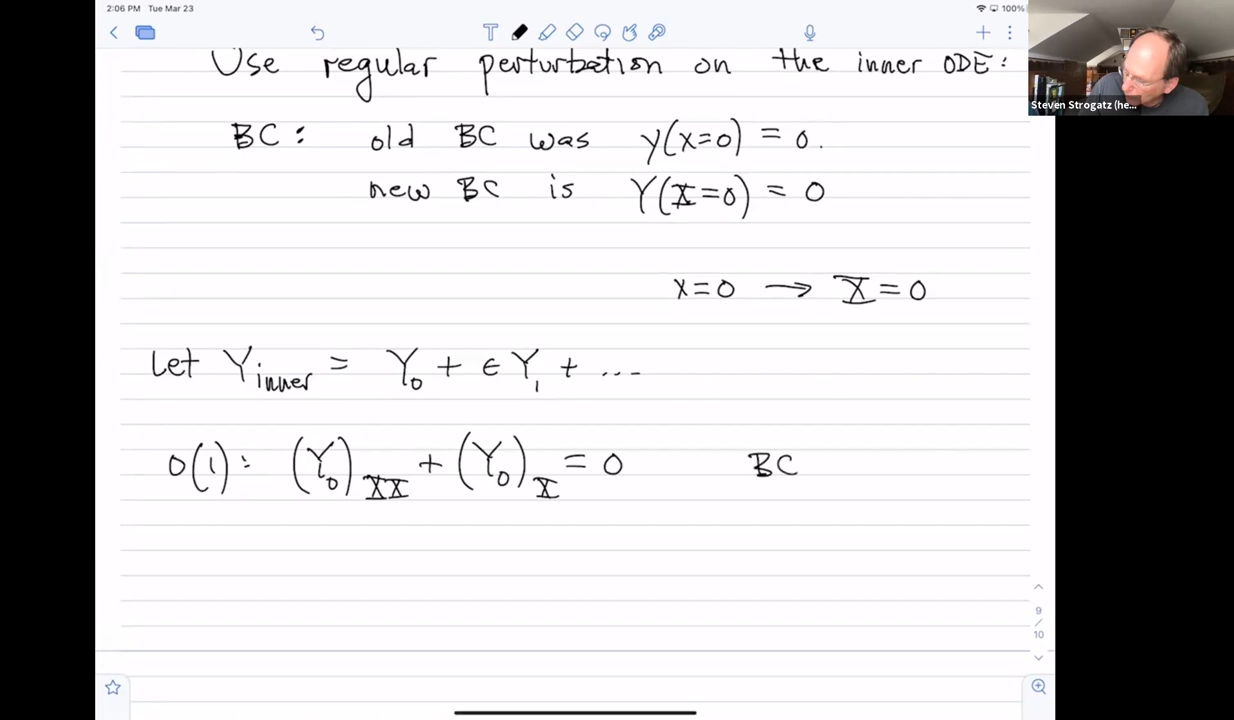 2:06 PM Tue Mar 23
100%
Use regular perturbation on the inner ODE:
Steven Strogatz (he...
BC: old BC was y(x=0) = 0.
new BC is Y(X=0) = 0
x=0 → X=0
Let Y_inner = Y_0 + ϵ Y_1 + ...
O(1): (Y_0)_XX + (Y_0)_X = 0 BC
9
/
10